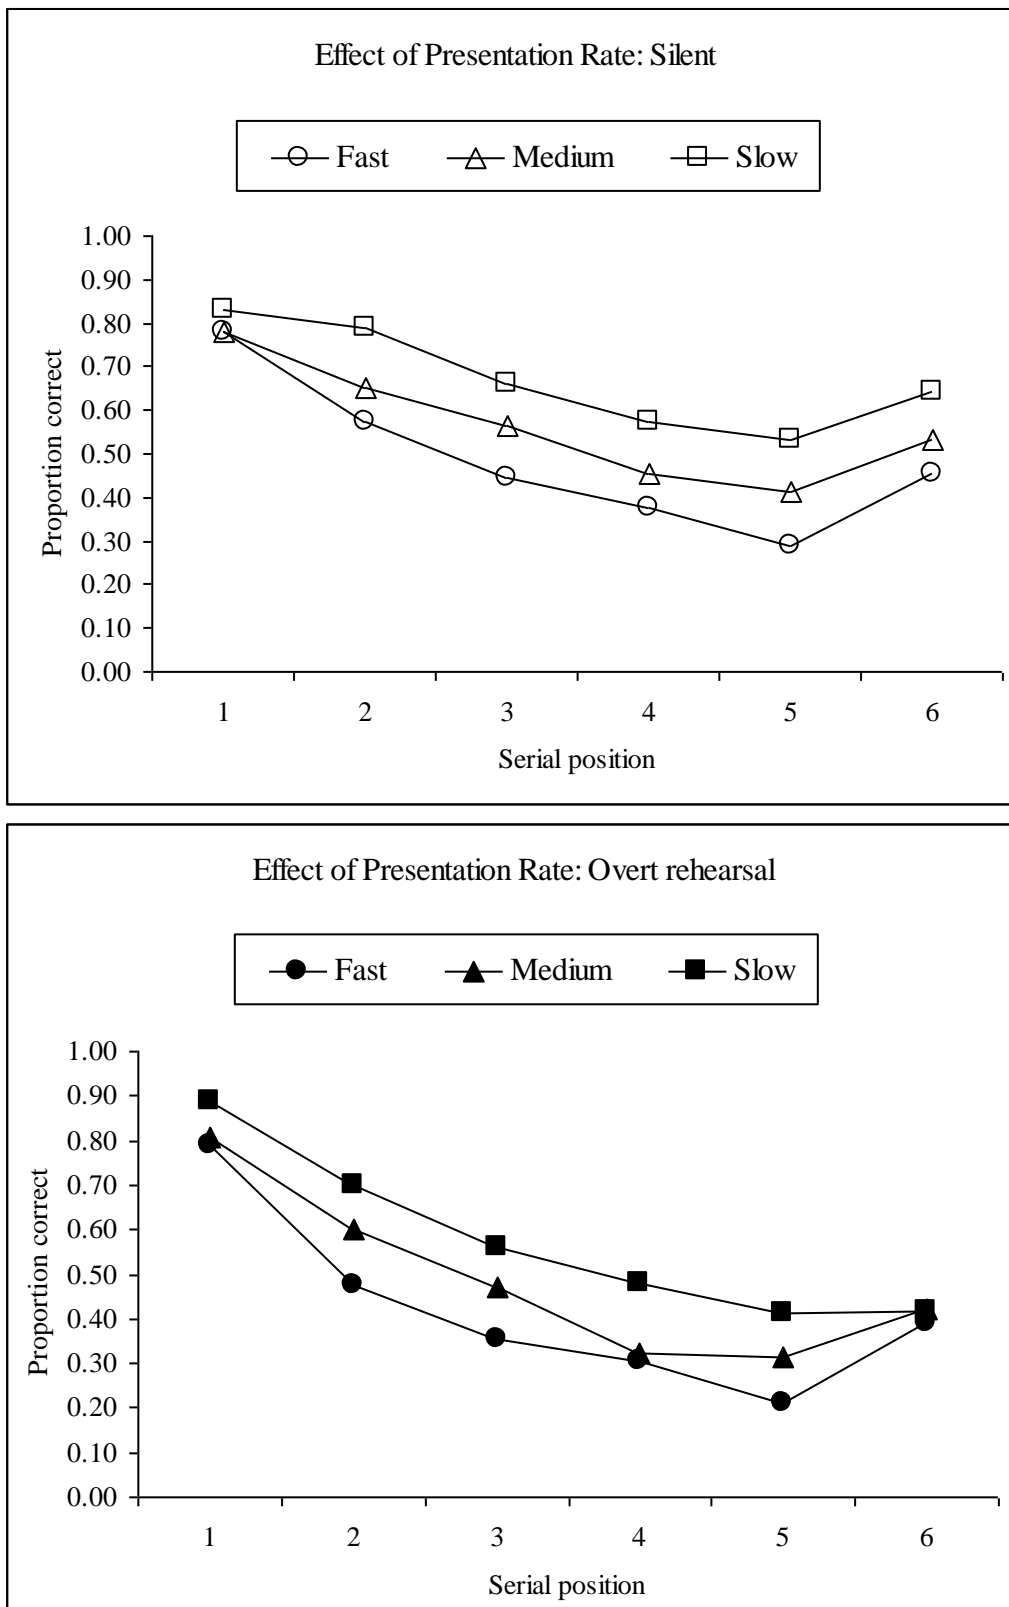 Effect of Presentation Rate: Silent
Fast Medium Slow
1.00
0.90
0.80
0.70
0.60
0.50
0.40
0.30
0.20
0.10
0.00
Proportion correct
1 2 3 4 5 6
Serial position
Effect of Presentation Rate: Overt rehearsal
Fast Medium Slow
1.00
0.90
0.80
0.70
0.60
0.50
0.40
0.30
0.20
0.10
0.00
Proportion correct
1 2 3 4 5 6
Serial position